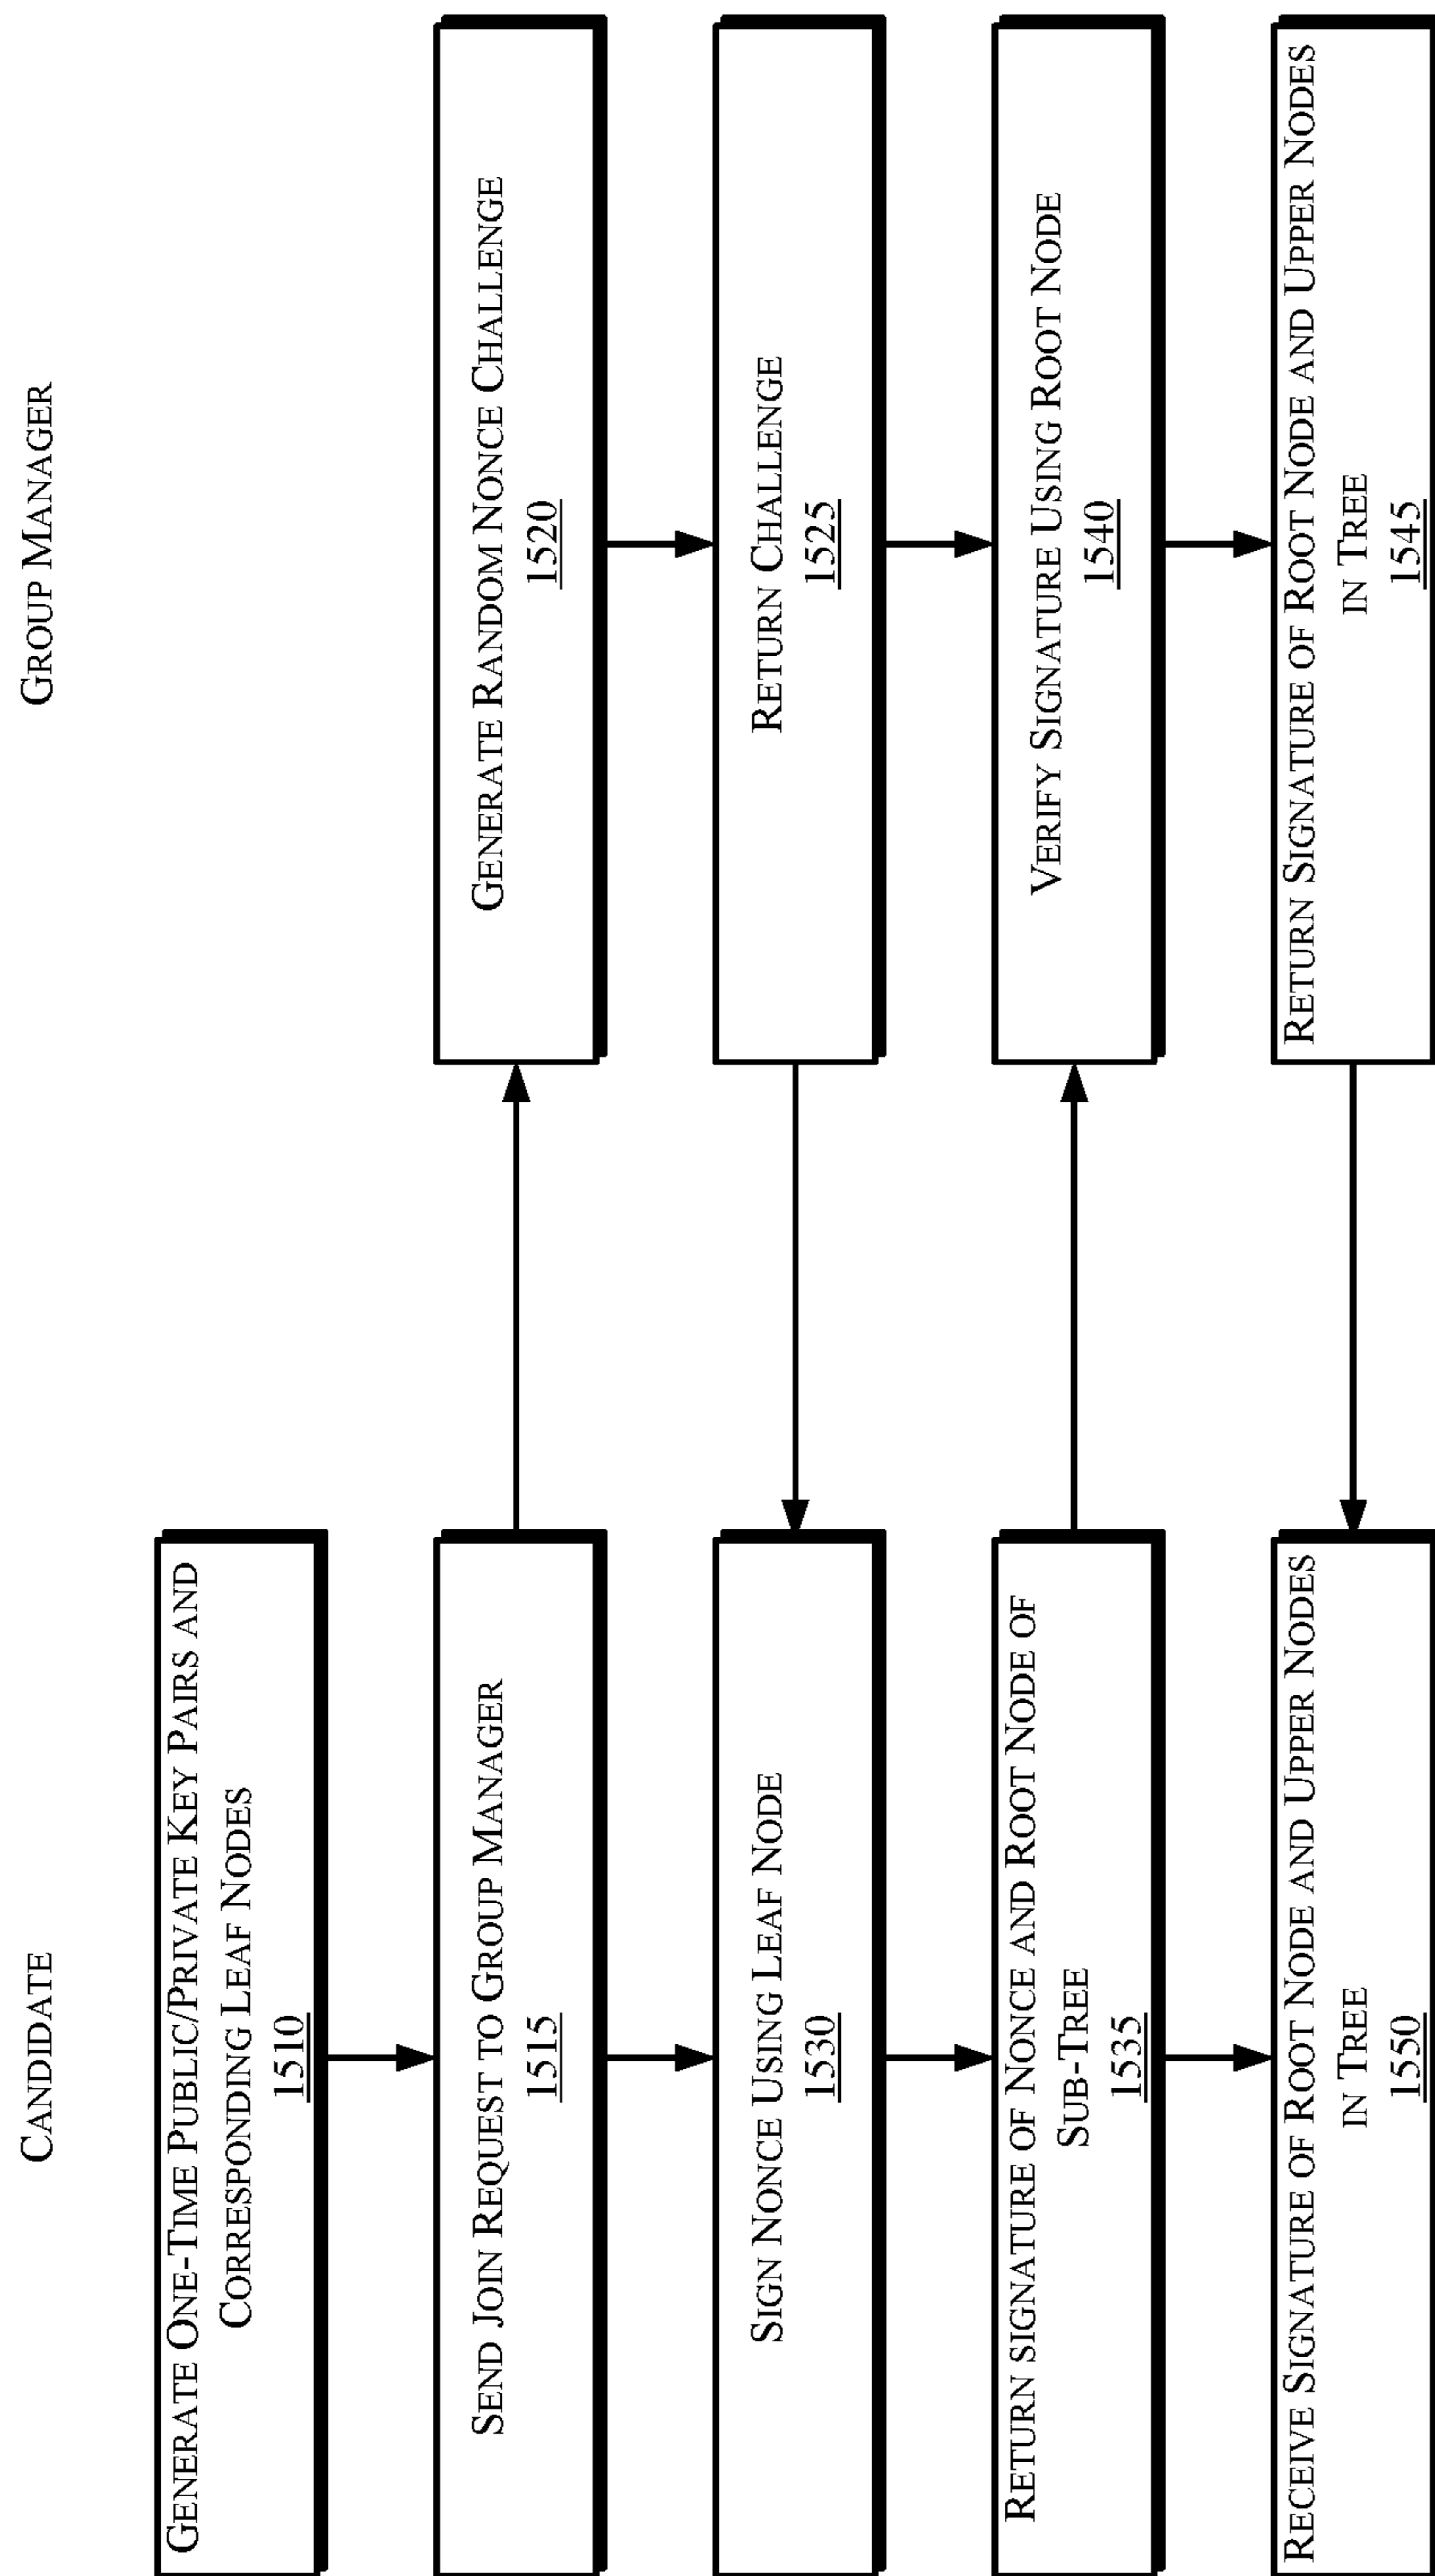 CANDIDATE
GROUP MANAGER
GENERATE ONE-TIME PUBLIC/PRIVATE KEY PAIRS AND
CORRESPONDING LEAF NODES
1510
SEND JOIN REQUEST TO GROUP MANAGER
1515
GENERATE RANDOM NONCE CHALLENGE
1520
RETURN CHALLENGE
1525
SIGN NONCE USING LEAF NODE
1530
RETURN SIGNATURE OF NONCE AND ROOT NODE OF
SUB-TREE
1535
VERIFY SIGNATURE USING ROOT NODE
1540
RETURN SIGNATURE OF ROOT NODE AND UPPER NODES
IN TREE
1545
RECEIVE SIGNATURE OF ROOT NODE AND UPPER NODES
IN TREE
1550